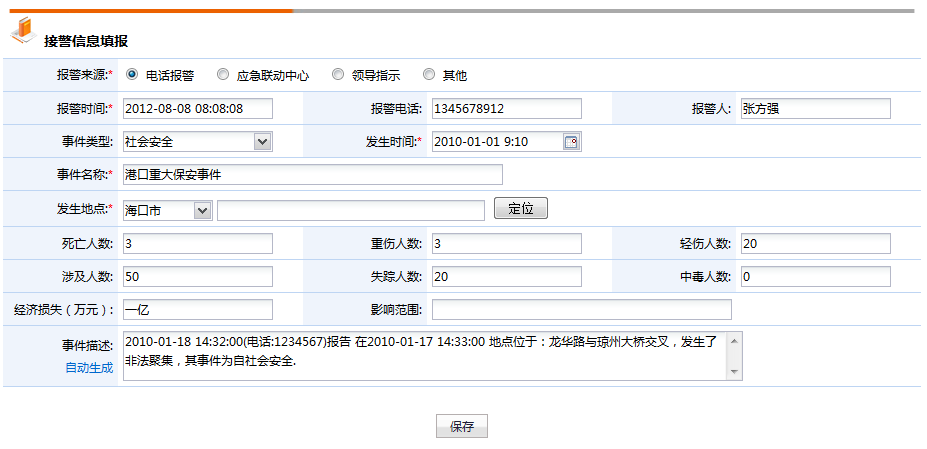 接警信息填报
报警来源:* 电话报警 应急联动中心 领导指示 其他
报警时间:* 2012-08-08 08:08:08 报警电话: 1345678912 报警人: 张方强
事件类型: 社会安全 发生时间:* 2010-01-01 9:10
事件名称:* 港口重大保安事件
发生地点:* 海口市 定位
死亡人数: 3 重伤人数: 3 轻伤人数: 20
涉及人数: 50 失踪人数: 20 中毒人数: 0
经济损失（万元）: 一亿 影响范围:
事件描述: 2010-01-18 14:32:00(电话:1234567)报告 在2010-01-17 14:33:00 地点位于：龙华路与琼州大桥交叉，发生了
自动生成 非法聚集，其事件为自社会安全.
保存